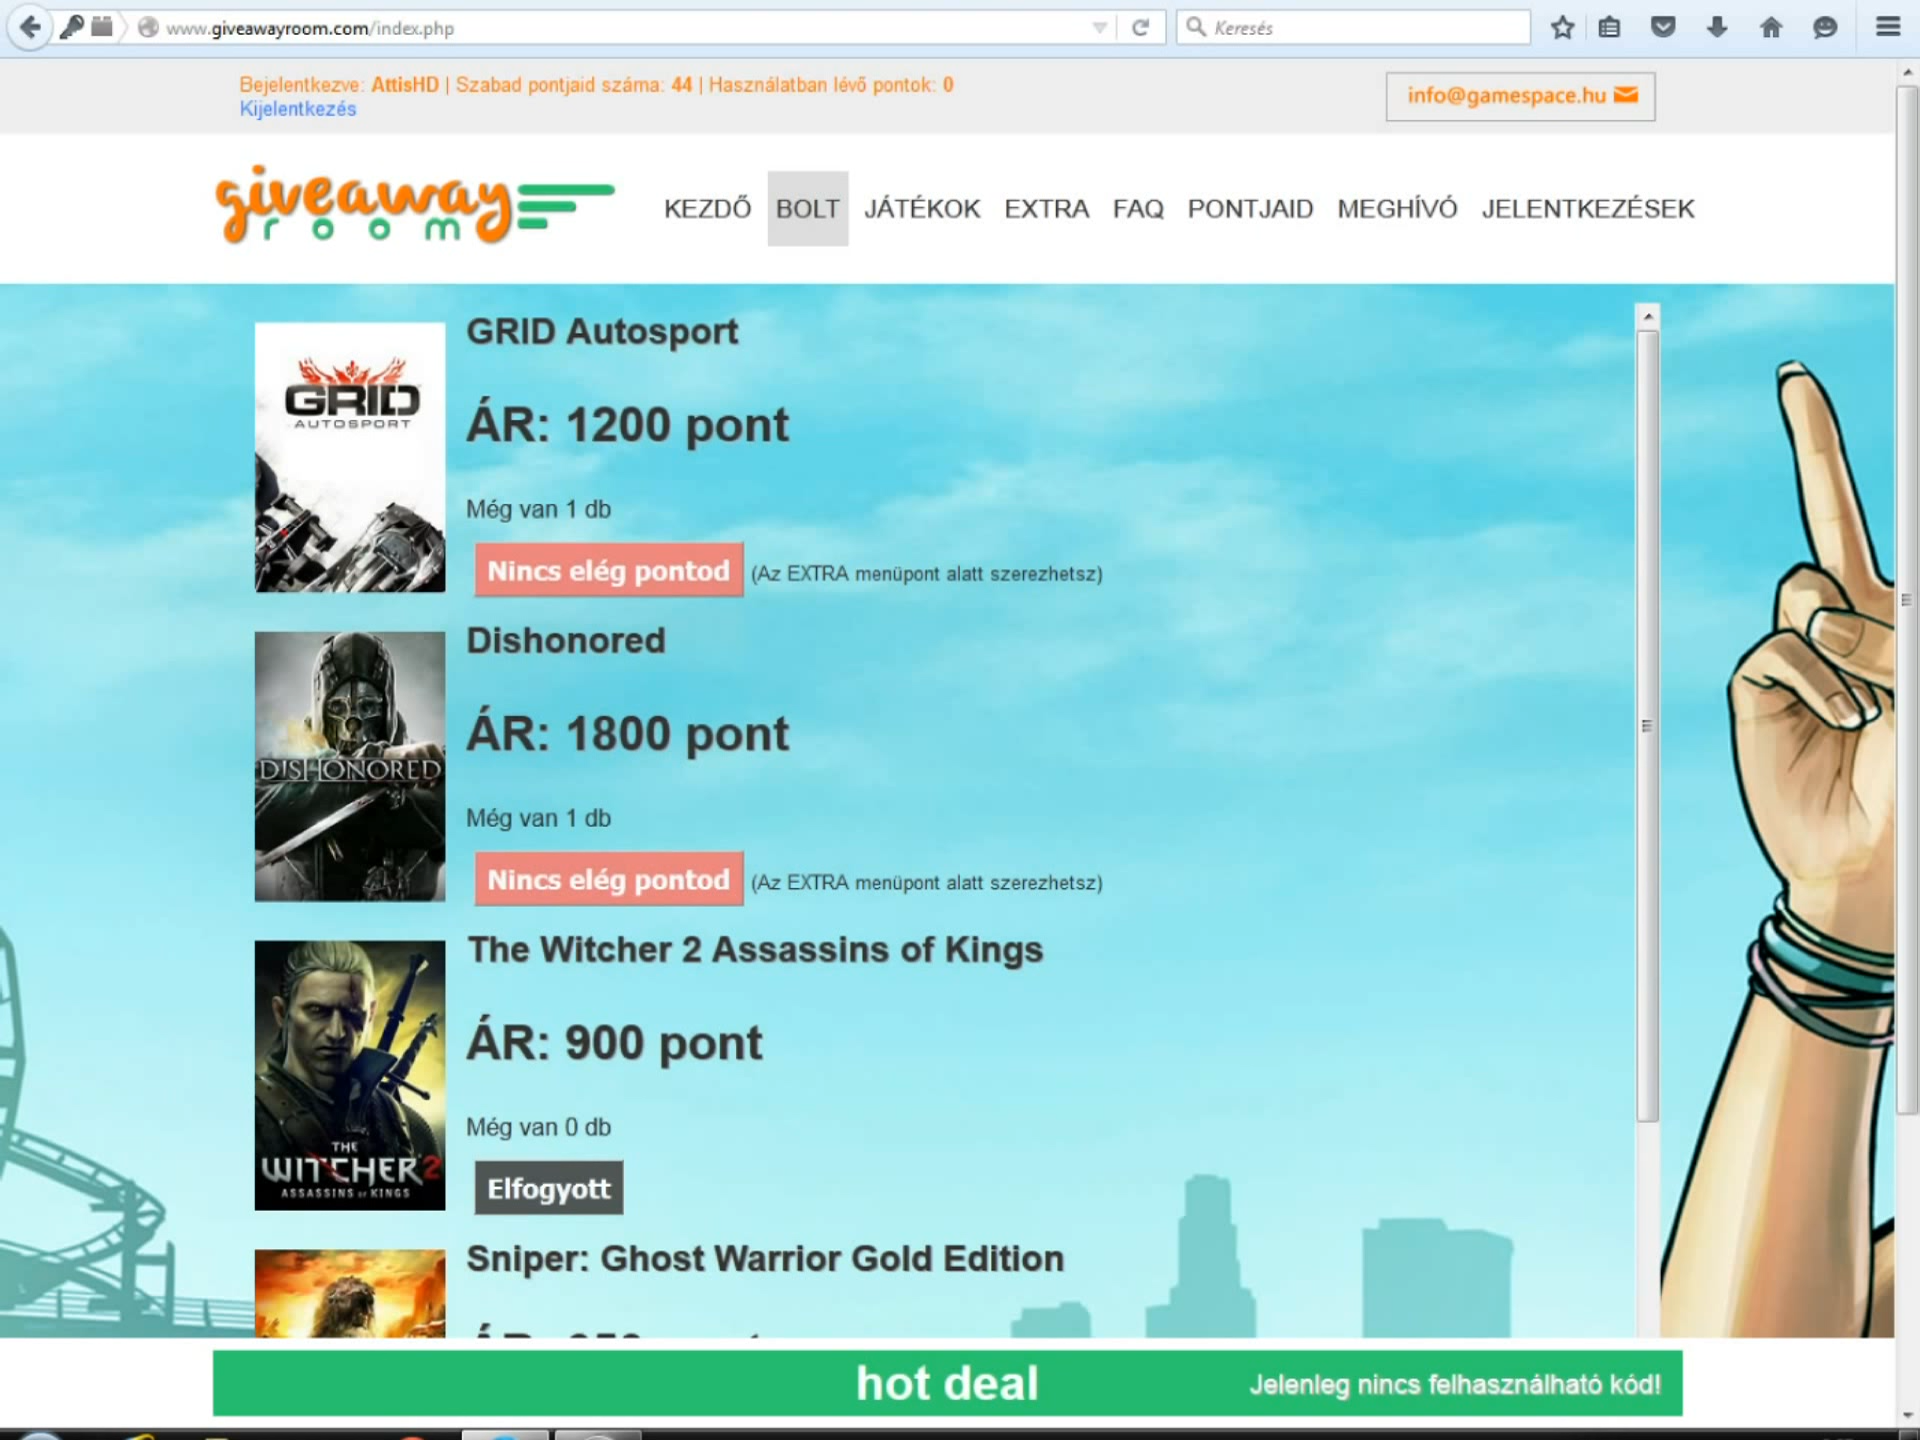 www.giveawayroom.com/index.php
Keresés
Bejelentkezve: AttisHD | Szabad pontjaid száma: 44 | Használatban lévő pontok: 0
Kijelentkezés
info@gamespace.hu
giveaway
room
KEZDŐ BOLT JÁTÉKOK EXTRA FAQ PONTJAID MEGHÍVÓ JELENTKEZÉSEK
GRID Autosport
GRID
AUTOSPORT
ÁR: 1200 pont
Még van 1 db
Nincs elég pontod (Az EXTRA menüpont alatt szerezhetsz)
Dishonored
ÁR: 1800 pont
DISHONORED
Még van 1 db
Nincs elég pontod (Az EXTRA menüpont alatt szerezhetsz)
The Witcher 2 Assassins of Kings
ÁR: 900 pont
Még van 0 db
THE
WITCHER 2
ASSASSINS OF KINGS
Elfogyott
Sniper: Ghost Warrior Gold Edition
hot deal
Jelenleg nincs felhasználható kód!